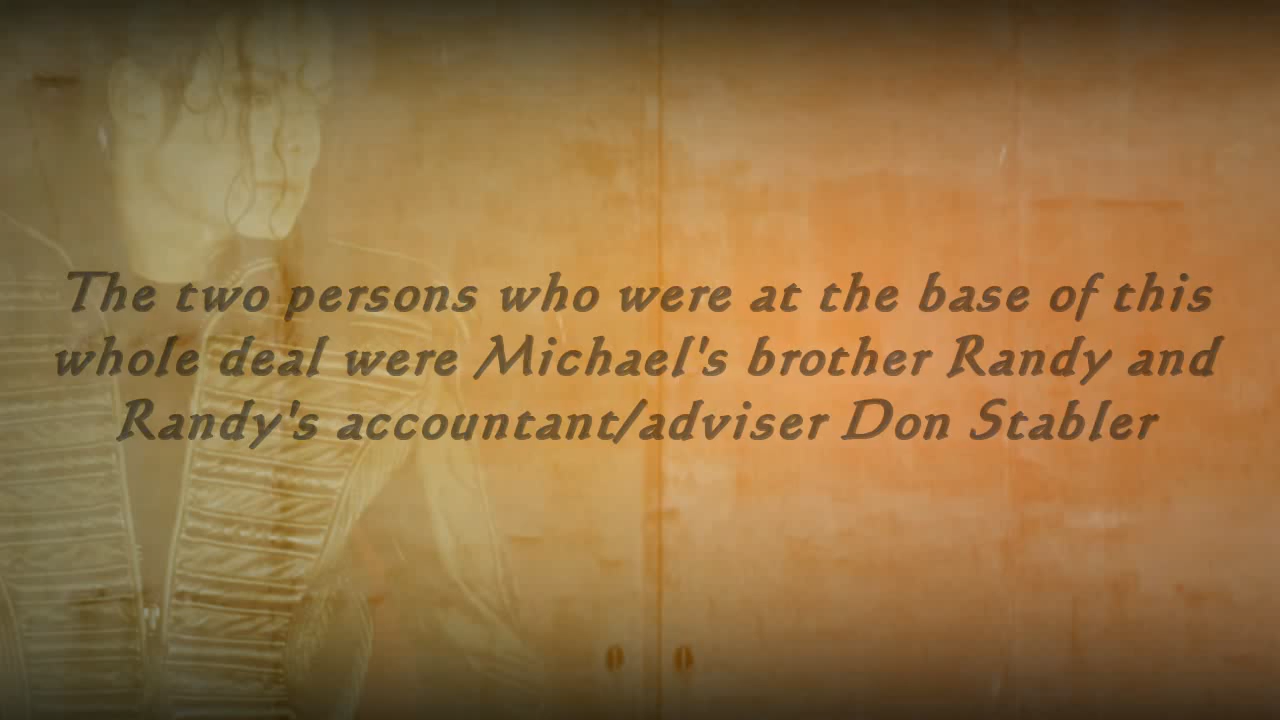 The two persons who were at the base of this
whole deal were Michael's brother Randy and
Randy's accountant/adviser Don Stabler